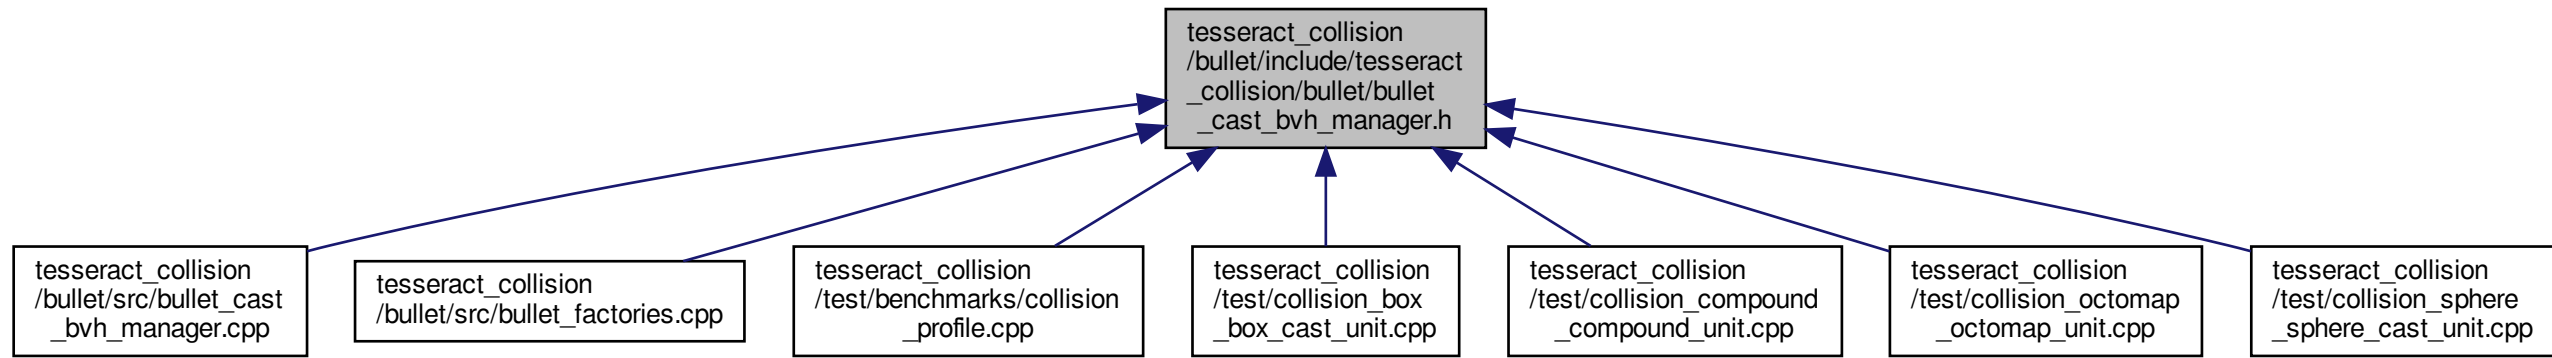 tesseract_collision
/bullet/include/tesseract
_collision/bullet/bullet
_cast_bvh_manager.h
tesseract_collision
/bullet/src/bullet_cast
_bvh_manager.cpp
tesseract_collision
/bullet/src/bullet_factories.cpp
tesseract_collision
/test/benchmarks/collision
_profile.cpp
tesseract_collision
/test/collision_box
_box_cast_unit.cpp
tesseract_collision
/test/collision_compound
_compound_unit.cpp
tesseract_collision
/test/collision_octomap
_octomap_unit.cpp
tesseract_collision
/test/collision_sphere
_sphere_cast_unit.cpp